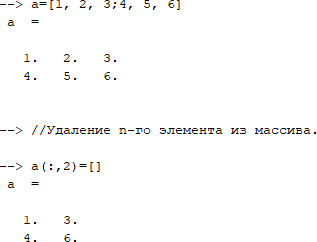 --> a=[1, 2, 3;4, 5, 6]
a =
1. 2. 3.
4. 5. 6.
--> //Удаление n-го элемента из массива.
--> a(:,2)=[]
a =
1. 3.
4. 6.